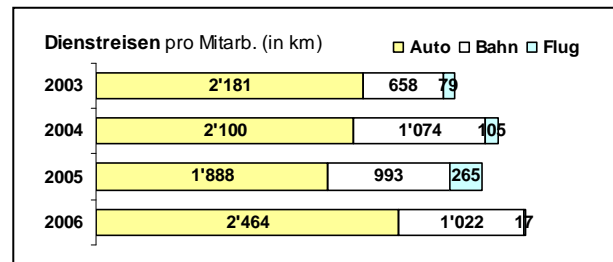 Dienstreisen pro Mitarb. (in km) Auto Bahn Flug
2003 2'181 658 79
2004 2'100 1'074 105
2005 1'888 993 265
2006 2'464 1'022 17